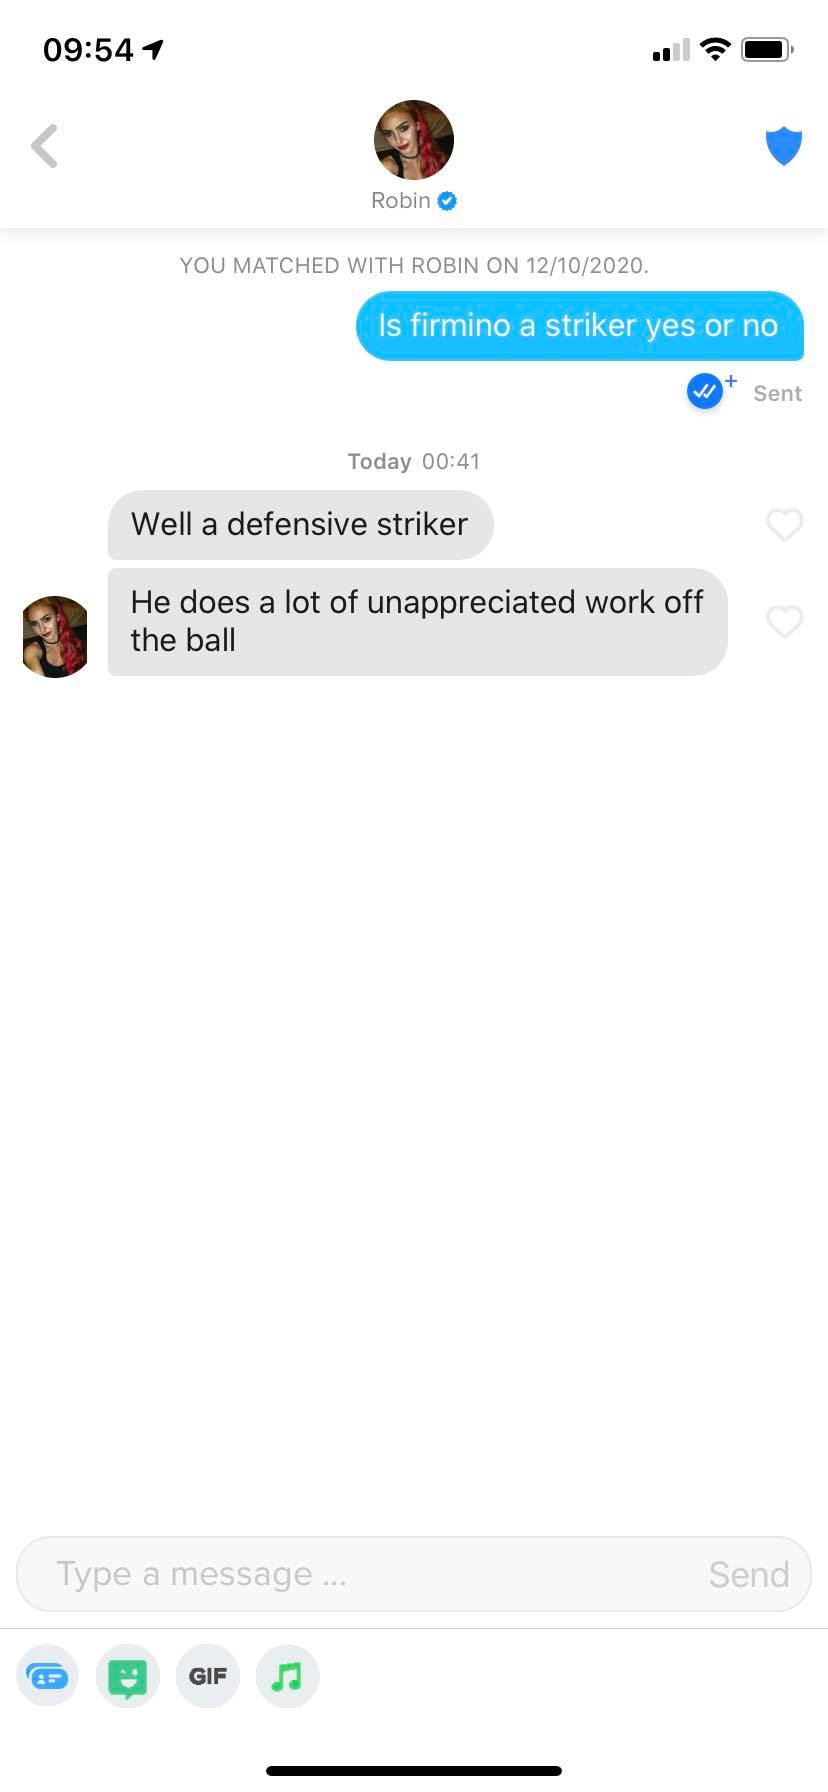 09:54
Robin
YOU MATCHED WITH ROBIN ON 12/10/2020.
Is firmino a striker yes or no
Sent
Today 00:41
Well a defensive striker
He does a lot of unappreciated work off
the ball
Type a message ...
Send
GIF